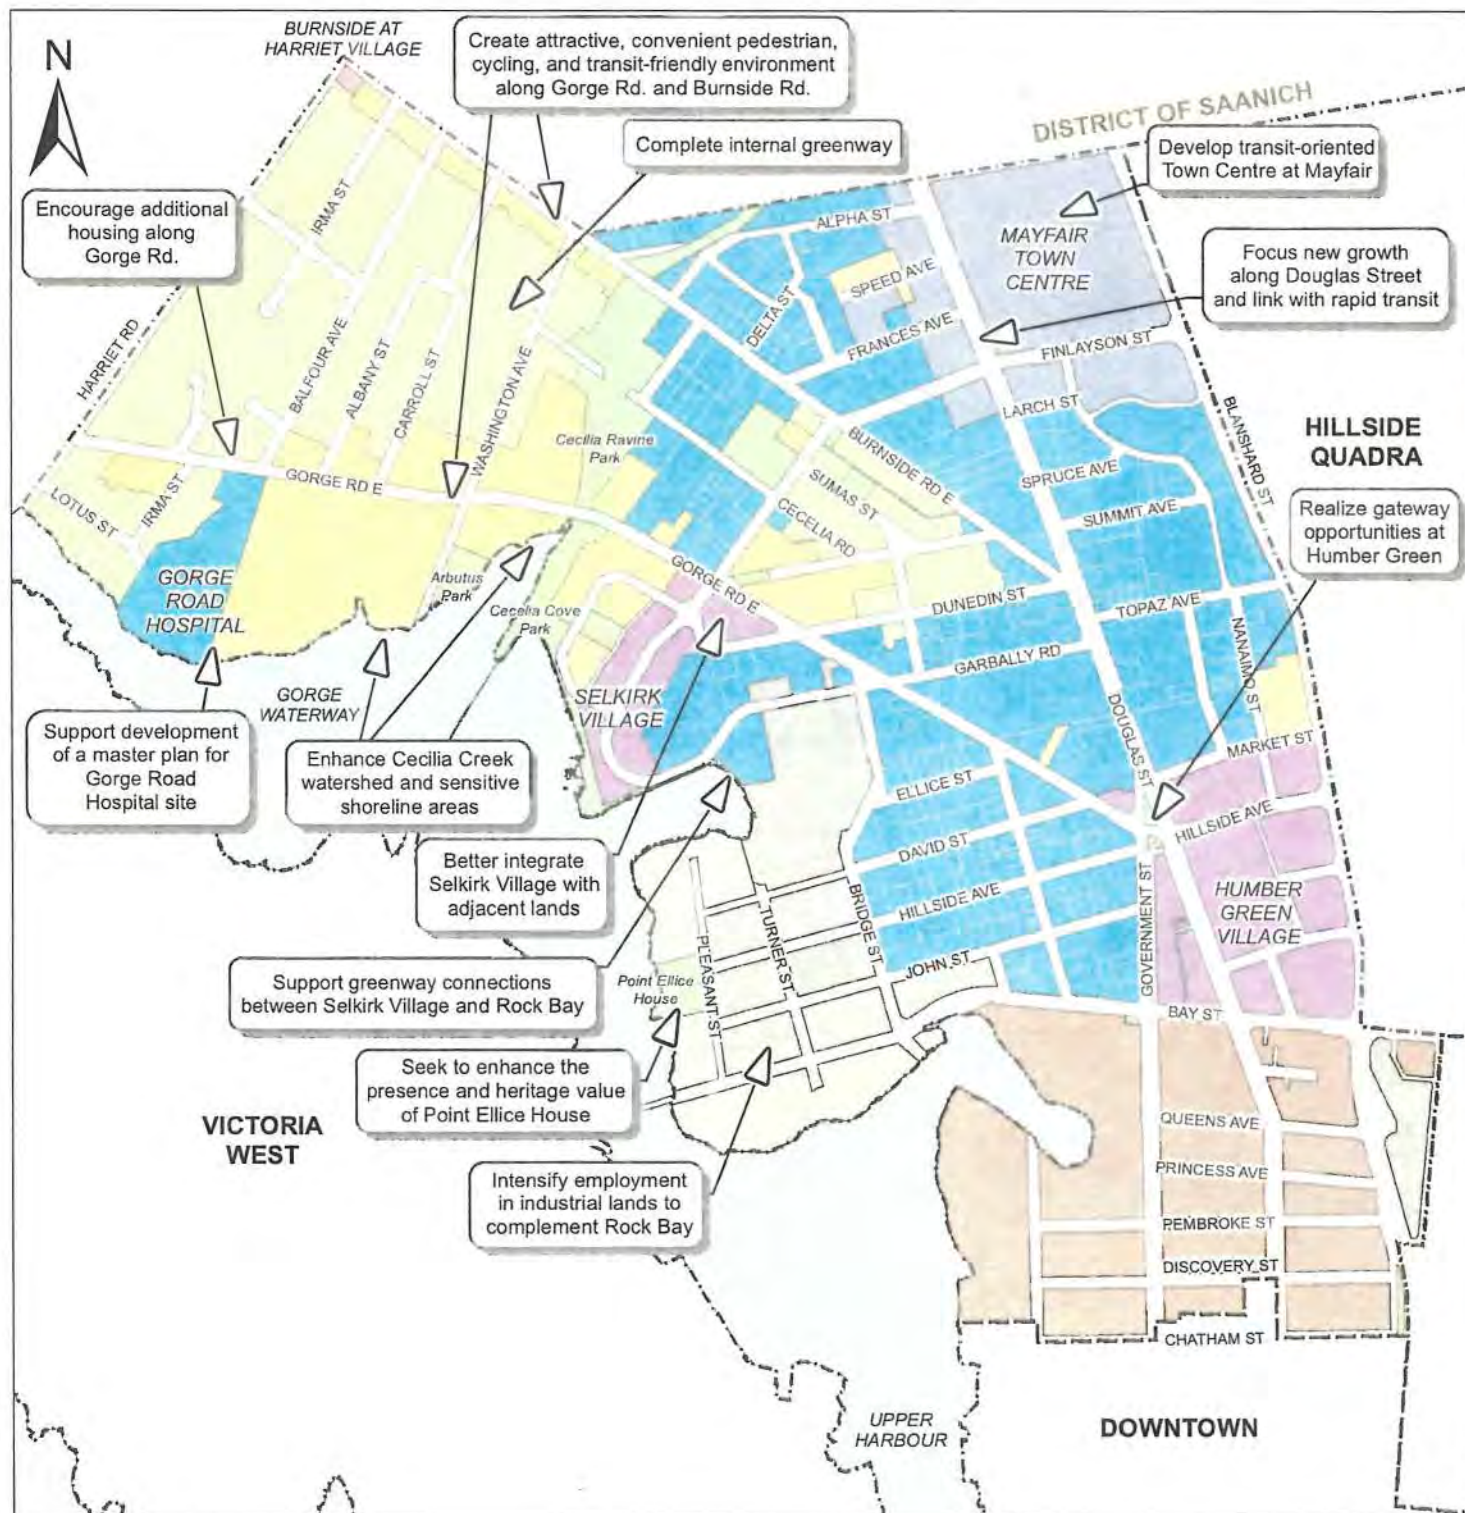 BURNSIDE AT
HARRIET VILLAGE
N
Create attractive, convenient pedestrian,
cycling, and transit-friendly environment
along Gorge Rd. and Burnside Rd.
DISTRICT OF SAANICH
Complete internal greenway
Develop transit-oriented
Town Centre at Mayfair
Encourage additional
housing along
Gorge Rd.
IRMA ST
ALPHA ST
MAYFAIR
TOWN
CENTRE
Focus new growth
along Douglas Street
and link with rapid transit
SPEED AVE
DELTA ST
FRANCES AVE
FINLAYSON ST
HARRIET RD
BALFOUR AVE
ALBANY ST
CARROLL ST
WASHINGTON AVE
LARCH ST
BLANSHARD ST
HILLSIDE
QUADRA
BURNSIDE RD E
Cecilia Ravine
Park
SPRUCE AVE
SUMAS ST
GORGE RD E
LOTUS ST
IRMA ST
CECELIA RD
SUMMIT AVE
Realize gateway
opportunities at
Humber Green
GORGE
ROAD
HOSPITAL
Arbutus
Park
Cecelia Cove
Park
GORGE RD E
DUNEDIN ST
TOPAZ AVE
NANAIMO ST
GARBALLY RD
SELKIRK
VILLAGE
GORGE
WATERWAY
DOUGLAS ST
Support development
of a master plan for
Gorge Road
Hospital site
Enhance Cecilia Creek
watershed and sensitive
shoreline areas
MARKET ST
ELLICE ST
HILLSIDE AVE
DAVID ST
Better integrate
Selkirk Village with
adjacent lands
BRIDGE ST
HILLSIDE AVE
GOVERNMENT ST
HUMBER
GREEN
VILLAGE
TURNER ST
PLEASANT ST
JOHN ST
Support greenway connections
between Selkirk Village and Rock Bay
Point Ellice
House
BAY ST
Seek to enhance the
presence and heritage value
of Point Ellice House
VICTORIA
WEST
QUEENS AVE
PRINCESS AVE
Intensify employment
in industrial lands to
complement Rock Bay
PEMBROKE ST
DISCOVERY ST
CHATHAM ST
UPPER
HARBOUR
DOWNTOWN